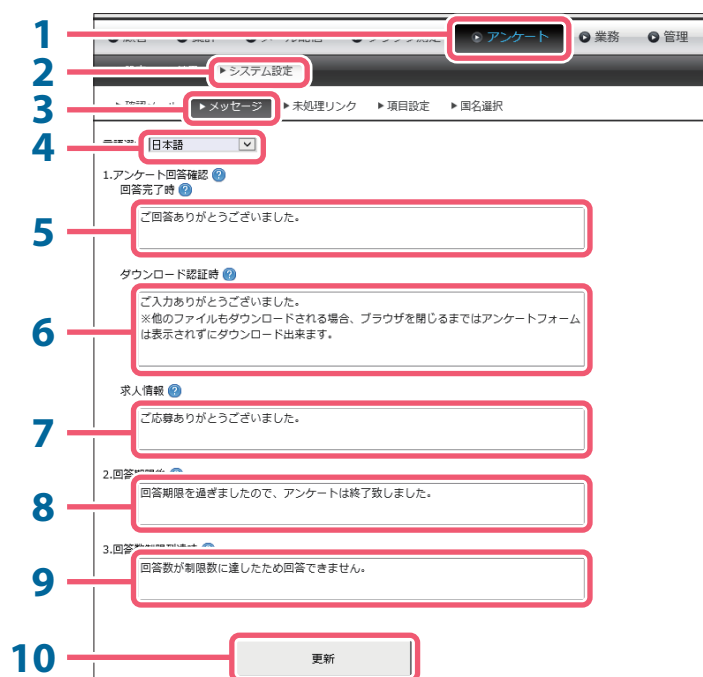 1
アンケート
業務
管理
2
システム設定
3
メッセージ
未処理リンク
項目設定
国名選択
4
日本語
1.アンケート回答確認
回答完了時
5
ご回答ありがとうございました。
ダウンロード認証時
6
ご入力ありがとうございました。
※他のファイルもダウンロードされる場合、ブラウザを閉じるまではアンケートフォーム
は表示されずにダウンロード出来ます。
求人情報
7
ご応募ありがとうございました。
8
回答期限を過ぎましたので、アンケートは終了致しました。
9
回答数が制限数に達したため回答できません。
10
更新